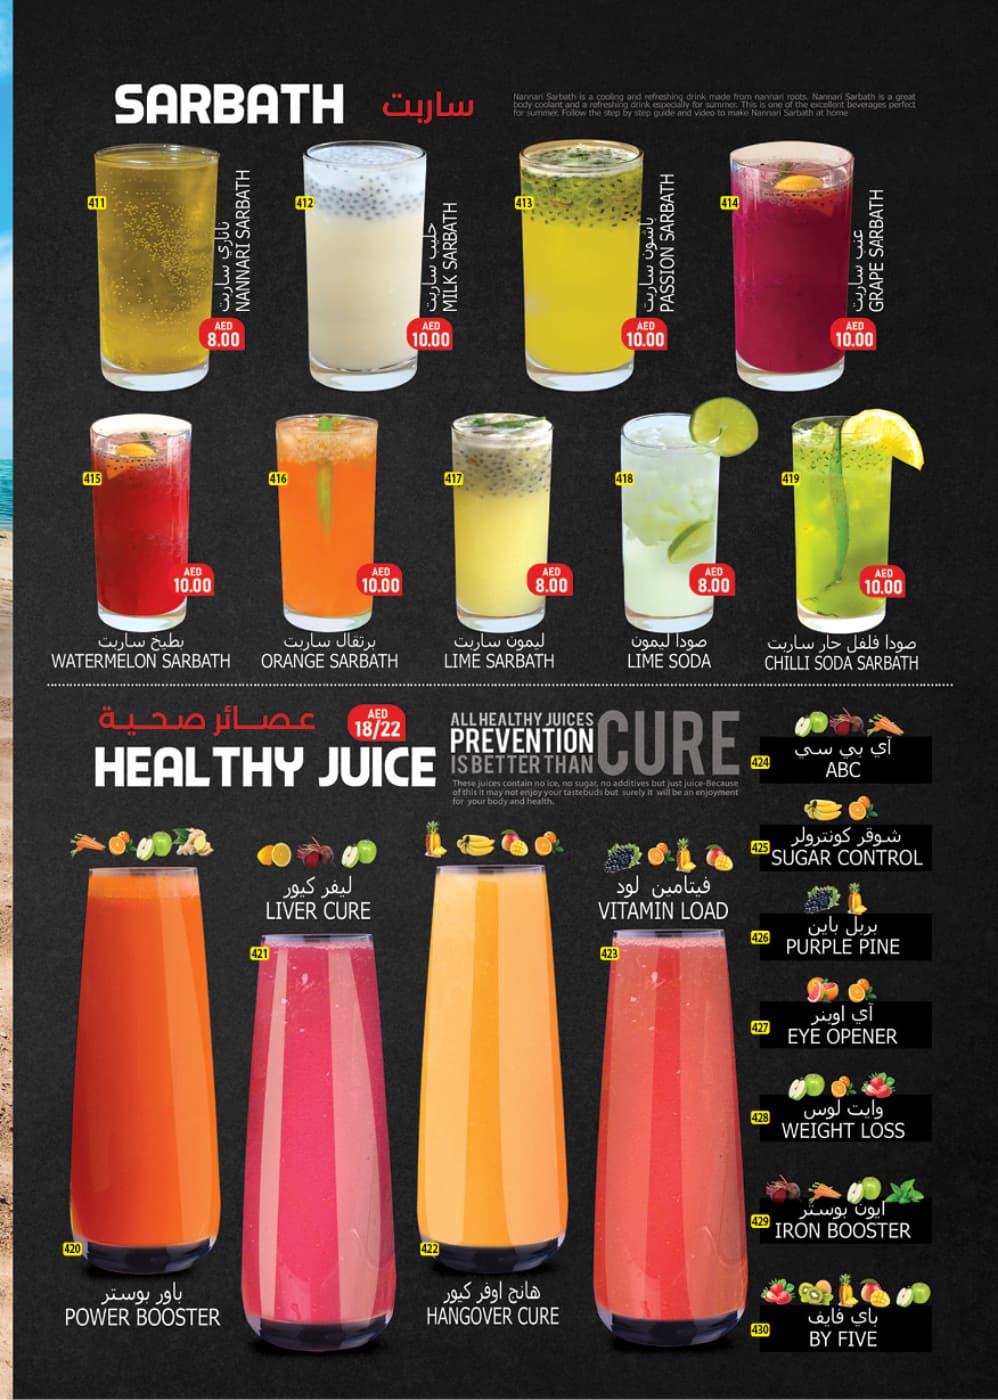 SARBATH ساربت
Nannari Sarbath is a cooling and refreshing drink made from nannari roots. Nannari Sarbath is a great
body coolant and a refreshing drink especially for summer. This is one of the excellent beverages perfect
for summer. Follow the step by step guide and video to make Nannari Sarbath at home
411
ناناري ساربت
NANNARI SARBATH
AED
8.00
412
حليب ساربت
MILK SARBATH
AED
10.00
413
باشون ساربت
PASSION SARBATH
AED
10.00
414
عنب ساربت
GRAPE SARBATH
AED
10.00
415
AED
10.00
بطيخ ساربت
WATERMELON SARBATH
416
AED
10.00
برتقال ساربت
ORANGE SARBATH
417
AED
8.00
ليمون ساربت
LIME SARBATH
418
AED
8.00
صودا ليمون
LIME SODA
419
AED
10.00
صودا فلفل حار ساربت
CHILLI SODA SARBATH
عصائر صحية
AED
18/22
HEALTHY JUICE
ALL HEALTHY JUICES
PREVENTION
IS BETTER THAN
CURE
These juices contain no ice, no sugar, no additives but just juice-Because
of this it may not enjoy your tastebuds but surely it will be an enjoyment
for your body and health.
420
باور بوستر
POWER BOOSTER
ليفر كيور
LIVER CURE
421
422
هانج اوفر كيور
HANGOVER CURE
فيتامين لود
VITAMIN LOAD
423
424
آي بي سي
ABC
425
شوقر كونترولر
SUGAR CONTROL
426
بربل باين
PURPLE PINE
427
آي اوبنر
EYE OPENER
428
وايت لوس
WEIGHT LOSS
429
ايون بوستر
IRON BOOSTER
430
باي فايف
BY FIVE